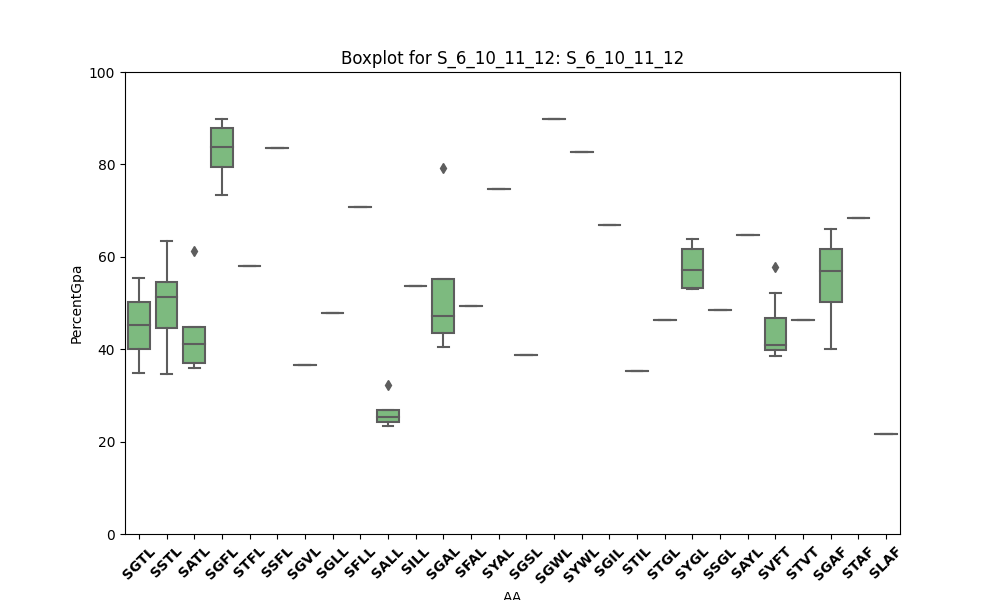 Boxplot for S_6_10_11_12: S_6_10_11_12
100
80
60
40
20
0
PercentGpa
SGTL SSTL SATL SGFL STFL SSFL SGVL SGLL SFLL SALL SILL SGAL SFAL SYAL SGSL SGWL SYWL SGIL STIL STGL SYGL SSGL SAYL SVFT STVT SGAF STAF SLAF
AA